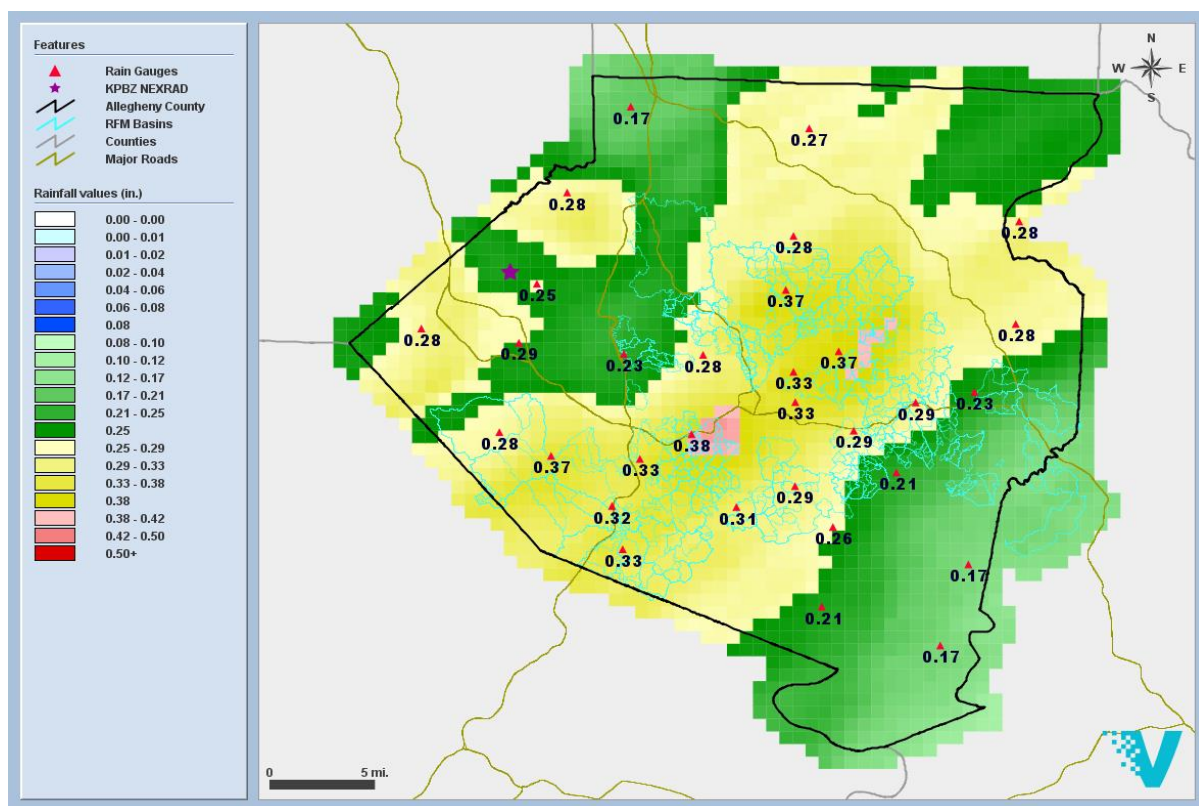 Features
Rain Gauges
KPBZ NEXRAD
Allegheny County
RFM Basins
Counties
Major Roads
Rainfall values (in.)
0.00 - 0.00
0.00 - 0.01
0.01 - 0.02
0.02 - 0.04
0.04 - 0.06
0.06 - 0.08
0.08
0.08 - 0.10
0.10 - 0.12
0.12 - 0.17
0.17 - 0.21
0.21 - 0.25
0.25
0.25 - 0.29
0.29 - 0.33
0.33 - 0.38
0.38
0.38 - 0.42
0.42 - 0.50
0.50+
N
W E
S
0.17
0.27
0.28
0.28
0.28
0.25
0.37
0.28
0.28
0.29
0.23
0.28
0.37
0.33
0.23
0.33
0.29
0.28
0.38
0.29
0.37
0.33
0.21
0.29
0.32
0.31
0.26
0.33
0.17
0.21
0.17
0 5 mi.
V